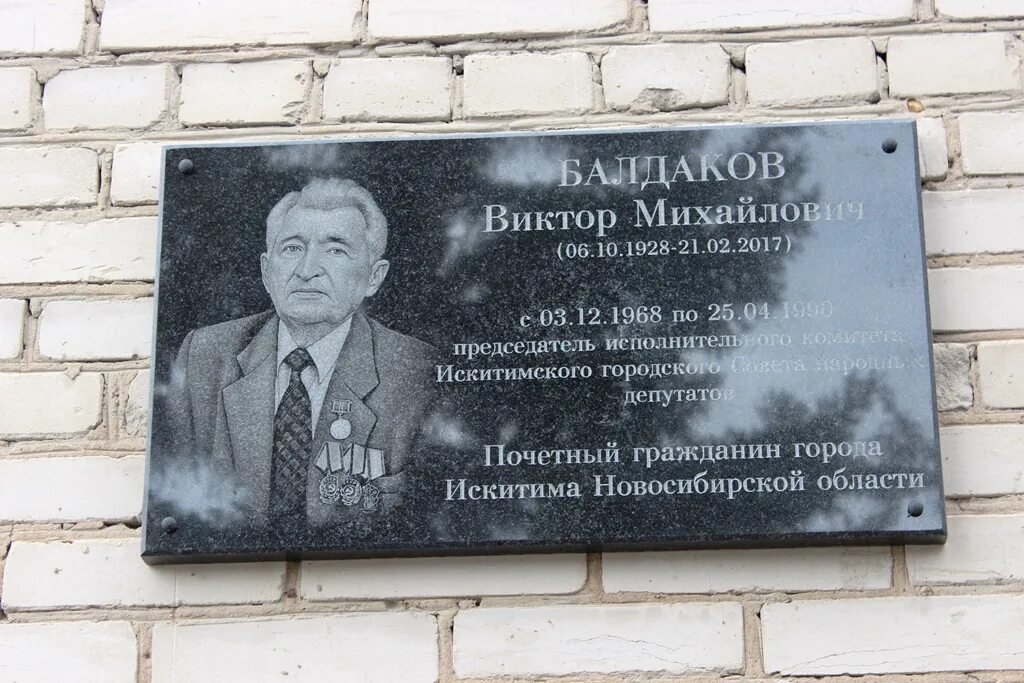 БАЛДАКОВ
Виктор Михайлович
(06.10.1928-21.02.2017)
с 03.12.1968 по 25.04.1990
председатель исполнительного комитета
Искитимского городского Совета народных
депутатов
Почетный гражданин города
Искитима Новосибирской области